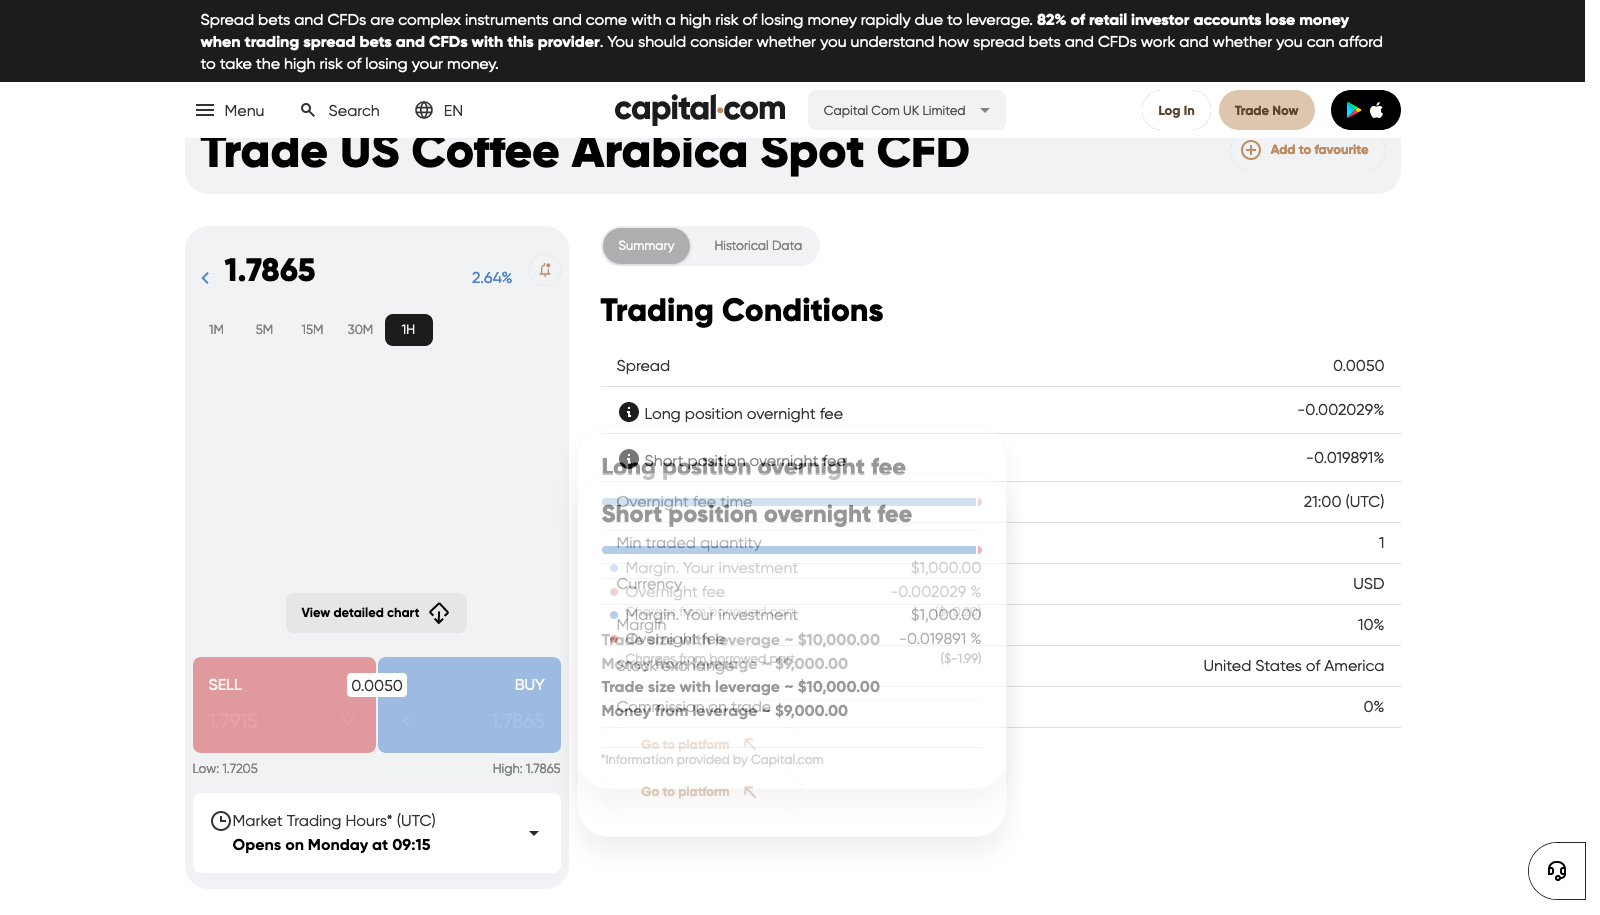 Spread bets and CFDs are complex instruments and come with a high risk of losing money rapidly due to leverage. 82% of retail investor accounts lose money
when trading spread bets and CFDs with this provider. You should consider whether you understand how spread bets and CFDs work and whether you can afford
to take the high risk of losing your money.
Menu
Search
EN
capital.com
Capital Com UK Limited
Log In
Trade Now
Trade US Coffee Arabica Spot CFD
Add to favourite
1.7865
2.64%
1M
5M
15M
30M
1H
View detailed chart
SELL
1.7915
0.0050
BUY
1.7865
Low: 1.7205
High: 1.7865
Market Trading Hours* (UTC)
Opens on Monday at 09:15
Summary
Historical Data
Trading Conditions
Spread
0.0050
Long position overnight fee
-0.002029%
Short position overnight fee
-0.019891%
Overnight fee time
21:00 (UTC)
Min traded quantity
1
Currency
USD
Margin
10%
Stock exchange
United States of America
Commission on trade
0%
Long position overnight fee
Margin. Your investment
$1,000.00
Overnight fee
-0.002029 %
Charges from borrowed part
Trade size with leverage ~ $10,000.00
Money from leverage ~ $9,000.00
Go to platform
Short position overnight fee
Margin. Your investment
$1,000.00
Overnight fee
-0.019891 %
Charges from borrowed part
($-1.99)
Trade size with leverage ~ $10,000.00
Money from leverage ~ $9,000.00
*Information provided by Capital.com
Go to platform